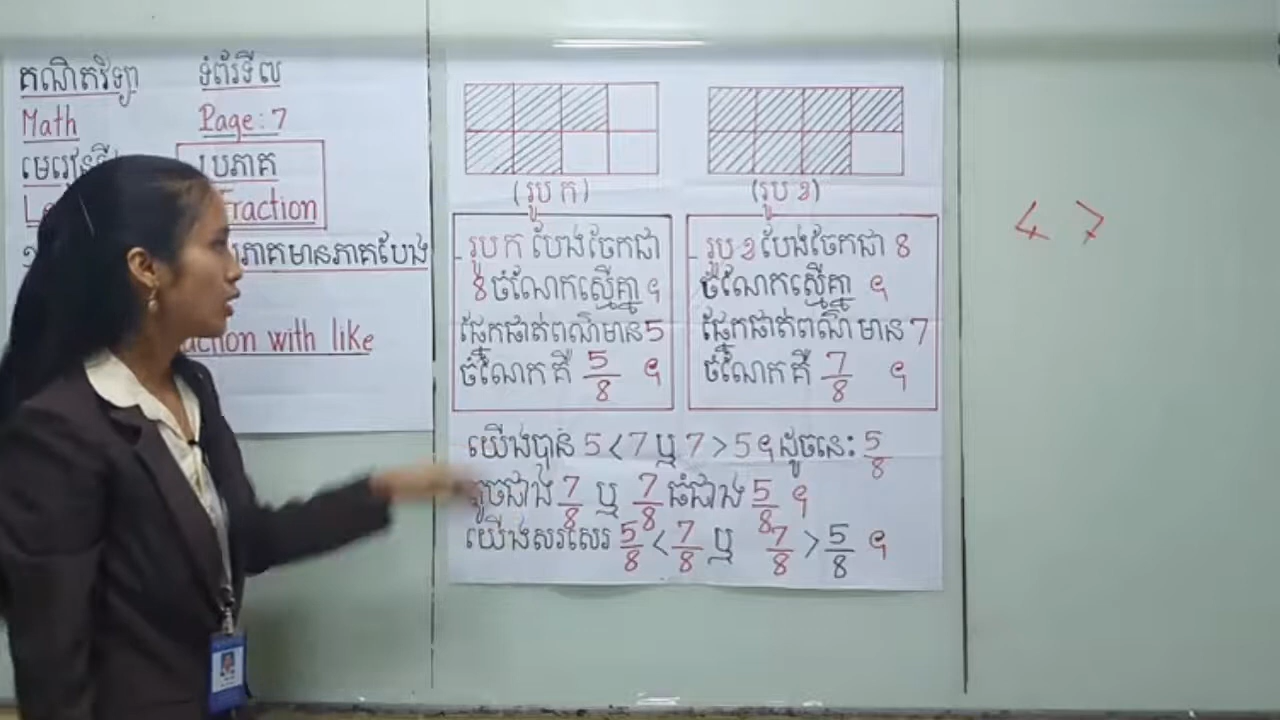 គណិតវិទ្យា ទំព័រទី៧
Math Page: 7
មេរៀនទី ប្រភាគ
Fraction
ភាគមានភាគបែង
ction with like
(រូប ក) (រូប ខ)
រូប ក បែងចែកជា
8 ចំណែកស្មើគ្នា ។
ផ្នែកផាត់ពណ៌មាន 5
ចំណែក គឺ 5/8 ។
រូប ខ បែងចែកជា 8
ចំណែកស្មើគ្នា ។
ផ្នែកផាត់ពណ៌ មាន 7
ចំណែក គឺ 7/8 ។
យើងបាន 5 < 7 ឬ 7 > 5 ។ ដូចនេះ 5/8
តូចជាង 7/8 ឬ 7/8 ធំជាង 5/8 ។
យើងសរសេរ 5/8 < 7/8 ឬ 7/8 > 5/8 ។